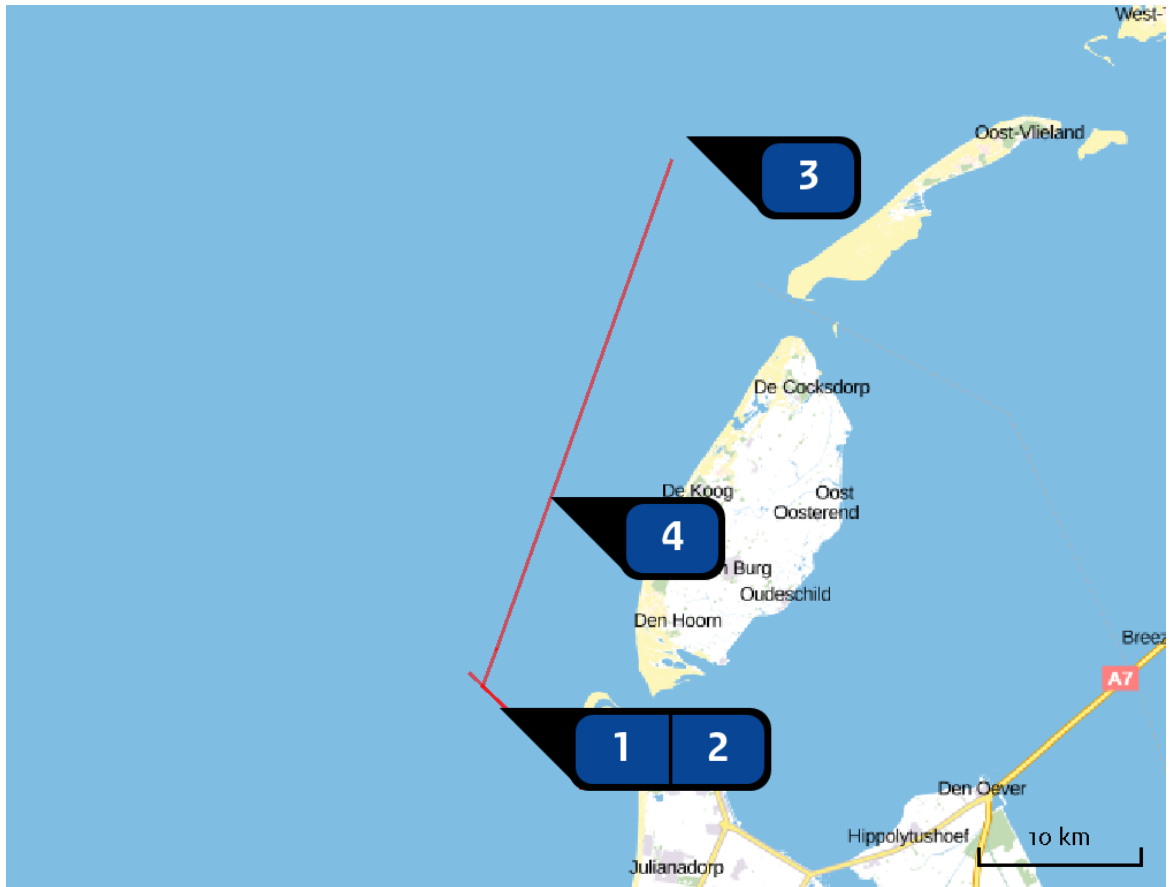 West-T
Oost-Vlieland
3
De Cocksdorp
De Koog
Oost
Oosterend
4
n Burg
Oudeschild
Den Hoorn
Breez
A7
1 2
Den Oever
Hippolytushoef
10 km
Julianadorp